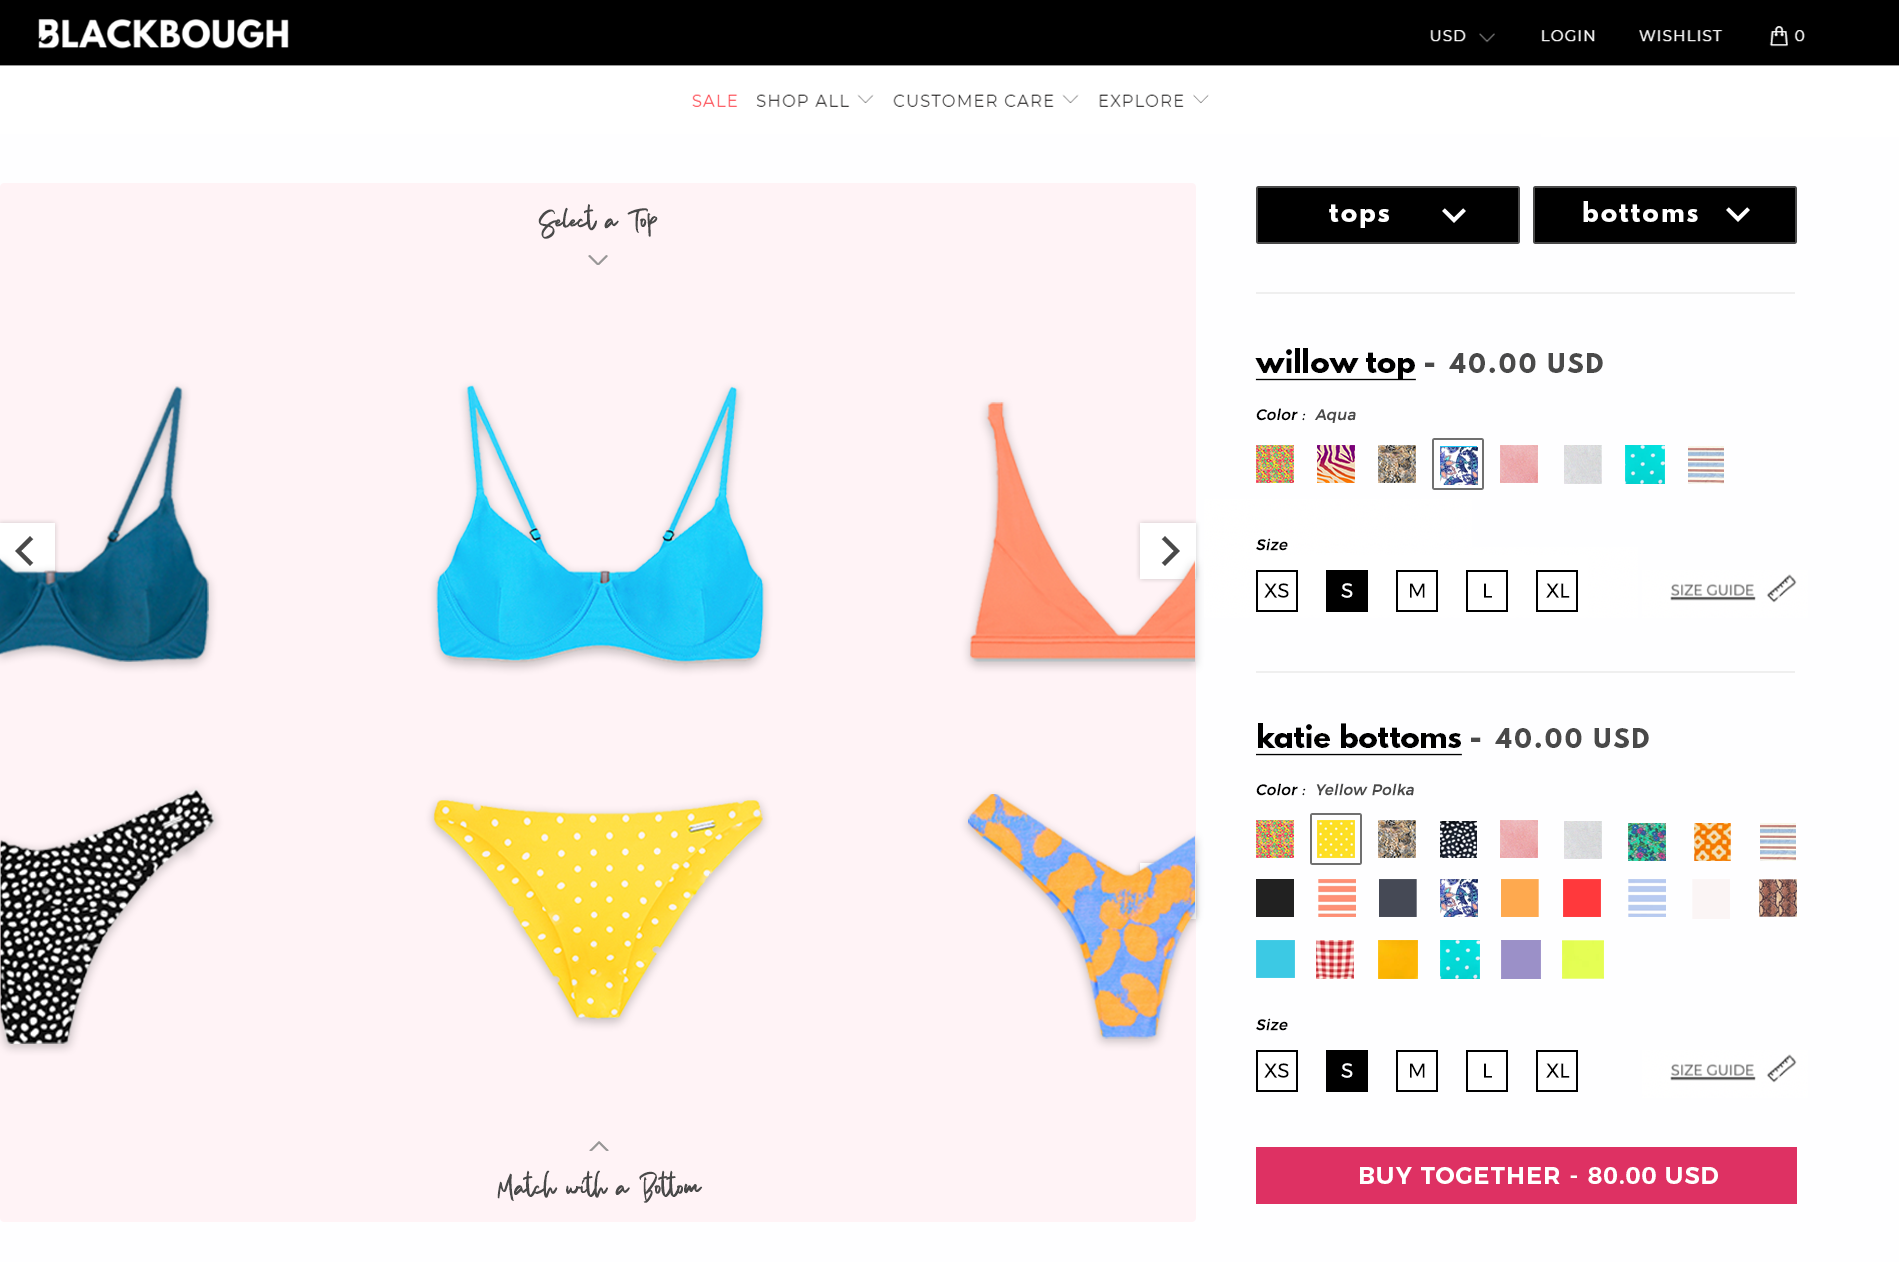 BLACKBOUGH
USD LOGIN WISHLIST 0
SALE SHOP ALL CUSTOMER CARE EXPLORE
Select a Top
tops bottoms
willow top - 40.00 USD
Color : Aqua
Size
XS S M L XL SIZE GUIDE
katie bottoms - 40.00 USD
Color : Yellow Polka
Size
XS S M L XL SIZE GUIDE
Match with a Bottom
BUY TOGETHER - 80.00 USD